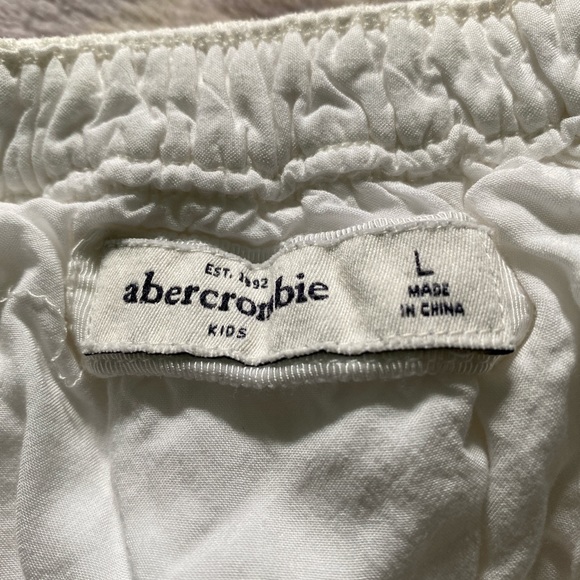 EST. 1892
abercrombie
KIDS
L
MADE
IN CHINA